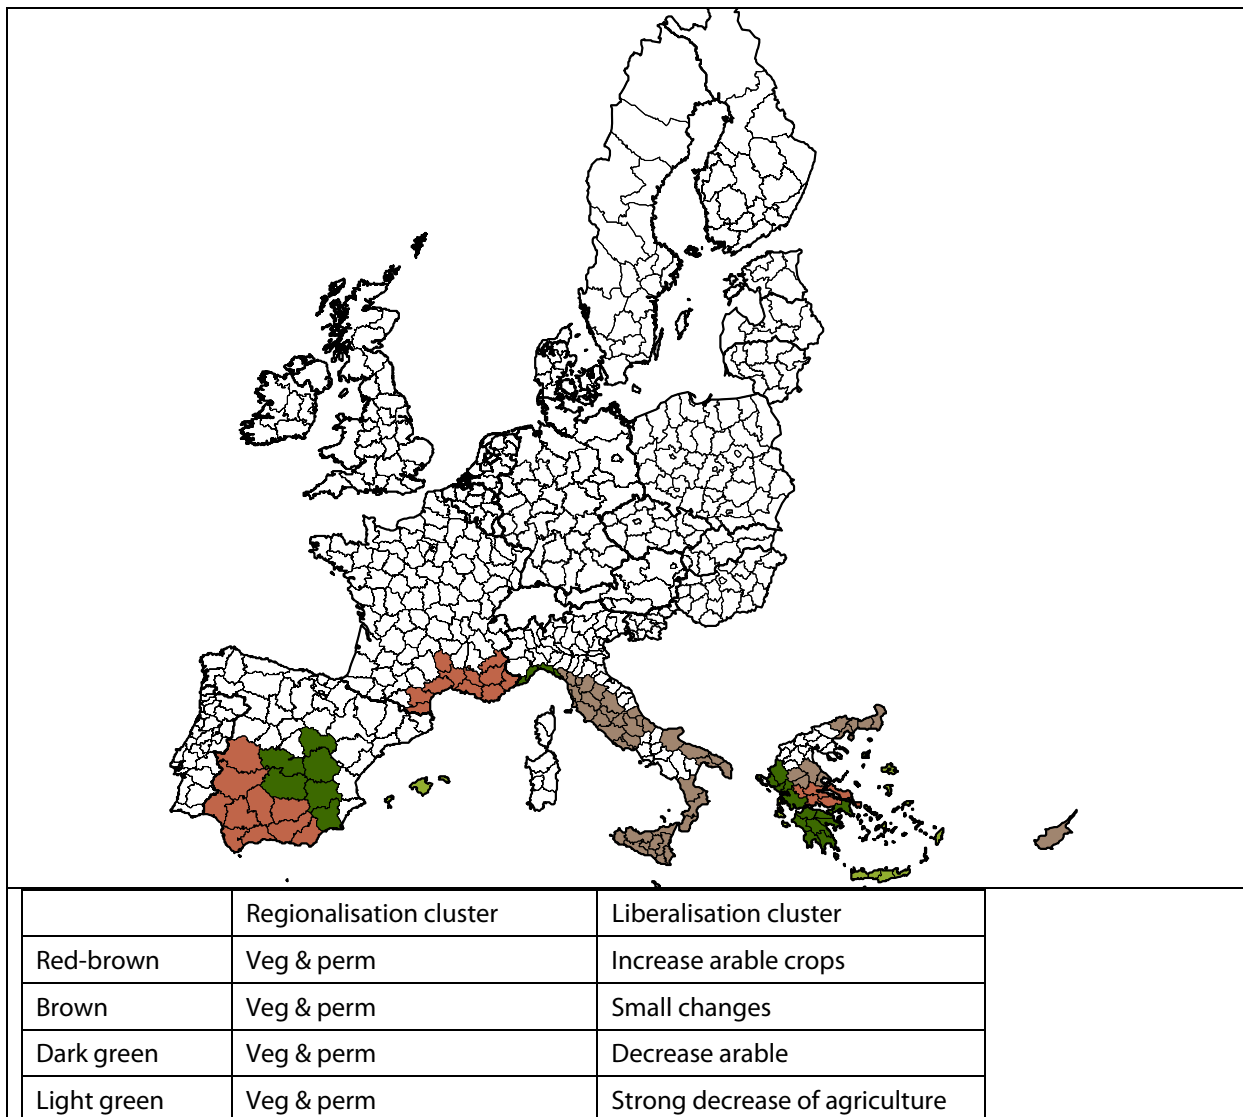 Regionalisation cluster Liberalisation cluster
Red-brown Veg & perm Increase arable crops
Brown Veg & perm Small changes
Dark green Veg & perm Decrease arable
Light green Veg & perm Strong decrease of agriculture